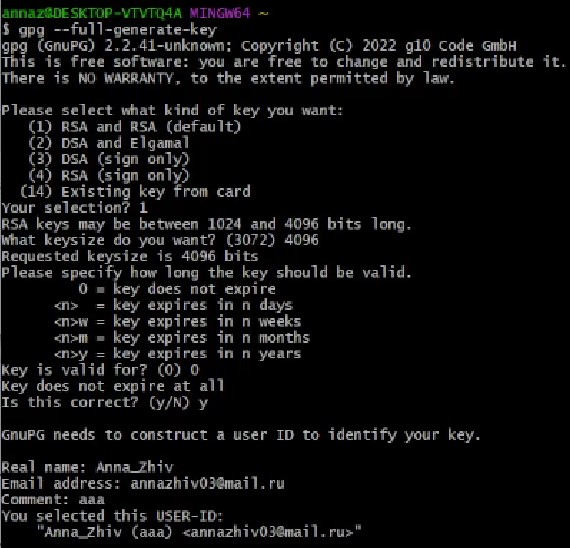 annaz@DESKTOP-VTVTQ4A MINGW64 ~
$ gpg --full-generate-key
gpg (GnuPG) 2.2.41-unknown; Copyright (C) 2022 g10 Code GmbH
This is free software: you are free to change and redistribute it.
There is NO WARRANTY, to the extent permitted by law.

Please select what kind of key you want:
   (1) RSA and RSA (default)
   (2) DSA and Elgamal
   (3) DSA (sign only)
   (4) RSA (sign only)
  (14) Existing key from card
Your selection? 1
RSA keys may be between 1024 and 4096 bits long.
What keysize do you want? (3072) 4096
Requested keysize is 4096 bits
Please specify how long the key should be valid.
         0 = key does not expire
      <n>  = key expires in n days
      <n>w = key expires in n weeks
      <n>m = key expires in n months
      <n>y = key expires in n years
Key is valid for? (0) 0
Key does not expire at all
Is this correct? (y/N) y

GnuPG needs to construct a user ID to identify your key.

Real name: Anna_Zhiv
Email address: annazhiv03@mail.ru
Comment: aaa
You selected this USER-ID:
    "Anna_Zhiv (aaa) <annazhiv03@mail.ru>"